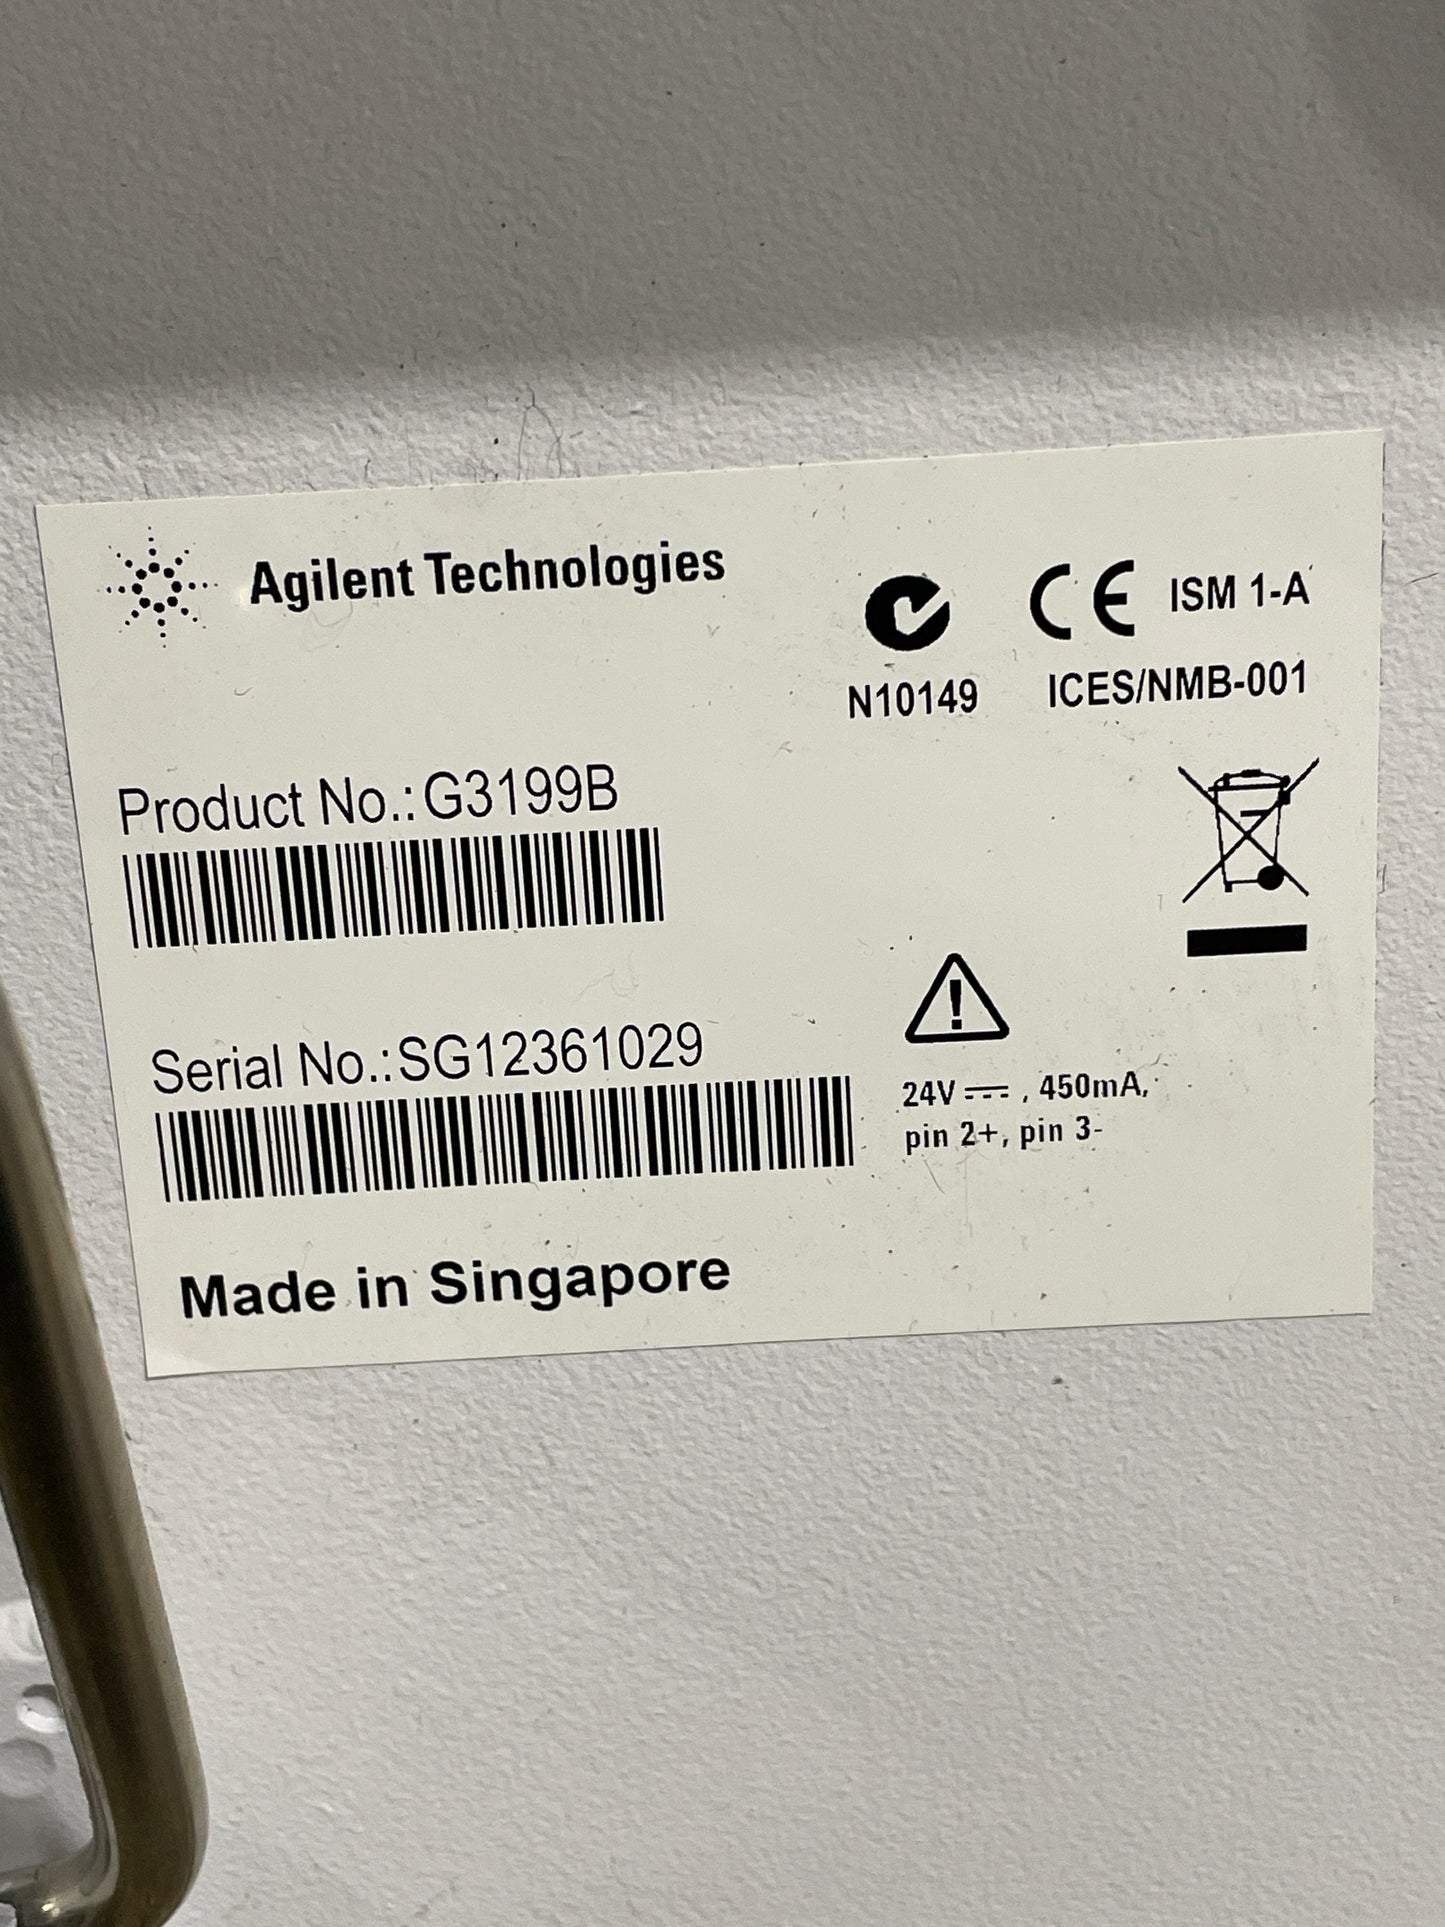 Agilent Technologies
CE ISM 1-A
N10149 ICES/NMB-001
Product No.:G3199B
Serial No.:SG12361029
24V ⎓ , 450mA,
pin 2+, pin 3-
Made in Singapore